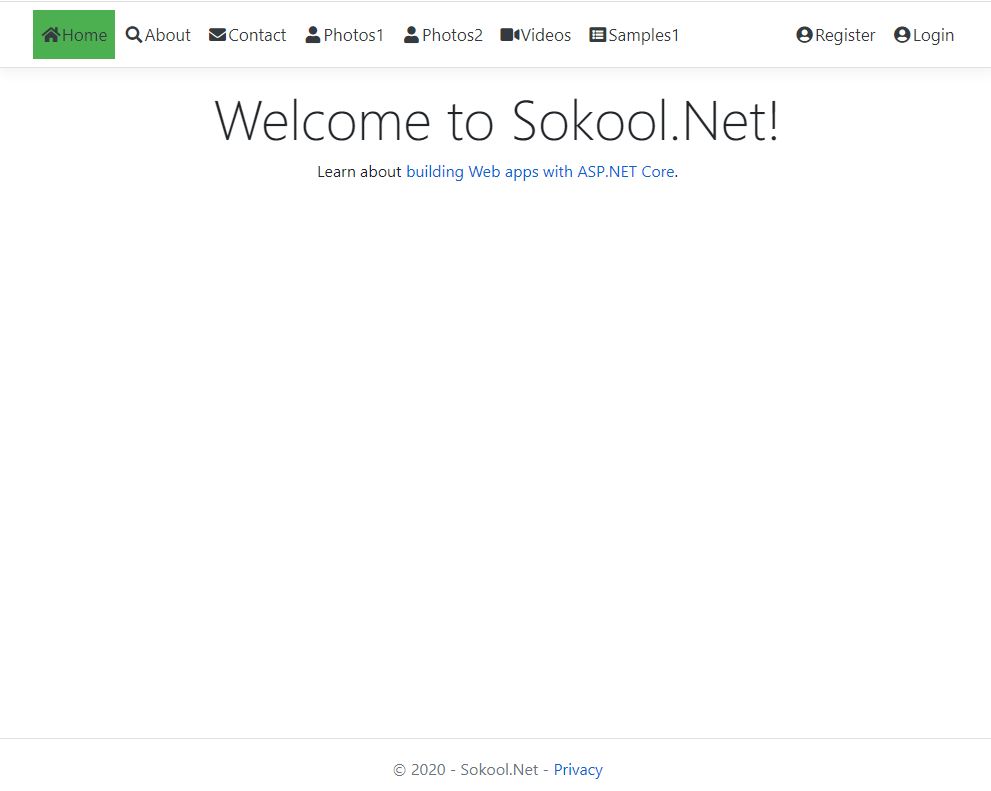 Home About Contact Photos1 Photos2 Videos Samples1 Register Login
Welcome to Sokool.Net!
Learn about building Web apps with ASP.NET Core.
© 2020 - Sokool.Net - Privacy